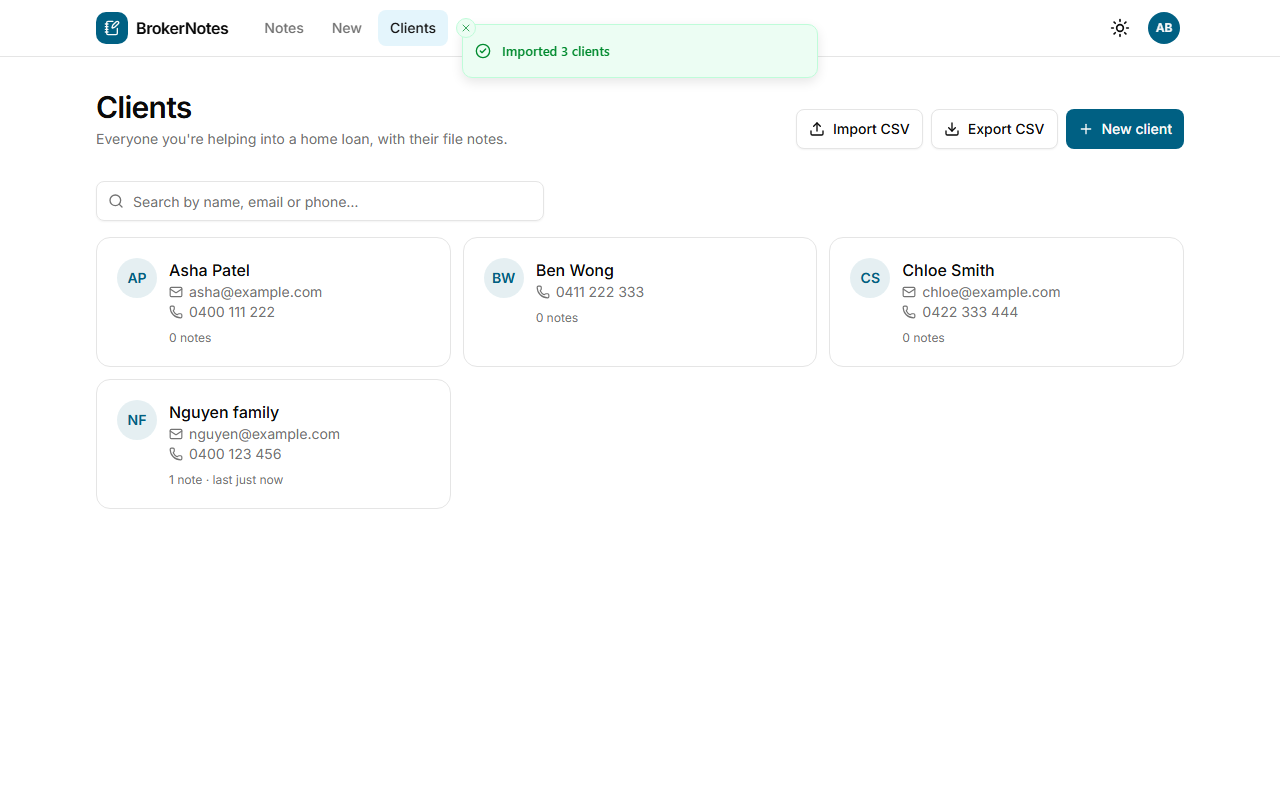 BrokerNotes
Notes
New
Clients
Imported 3 clients
AB
Clients
Everyone you're helping into a home loan, with their file notes.
Import CSV
Export CSV
New client
Search by name, email or phone...
AP
Asha Patel
asha@example.com
0400 111 222
0 notes
BW
Ben Wong
0411 222 333
0 notes
CS
Chloe Smith
chloe@example.com
0422 333 444
0 notes
NF
Nguyen family
nguyen@example.com
0400 123 456
1 note · last just now